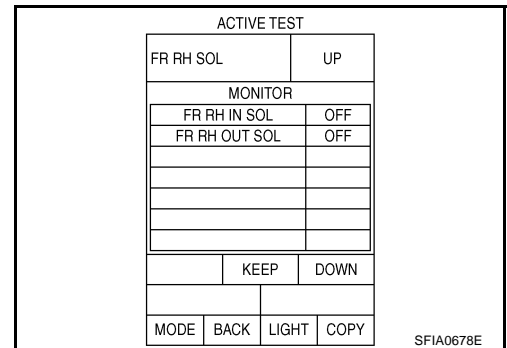 ACTIVE TEST
FR RH SOL UP
MONITOR
FR RH IN SOL OFF
FR RH OUT SOL OFF
KEEP DOWN
MODE BACK LIGHT COPY
SFIA0678E